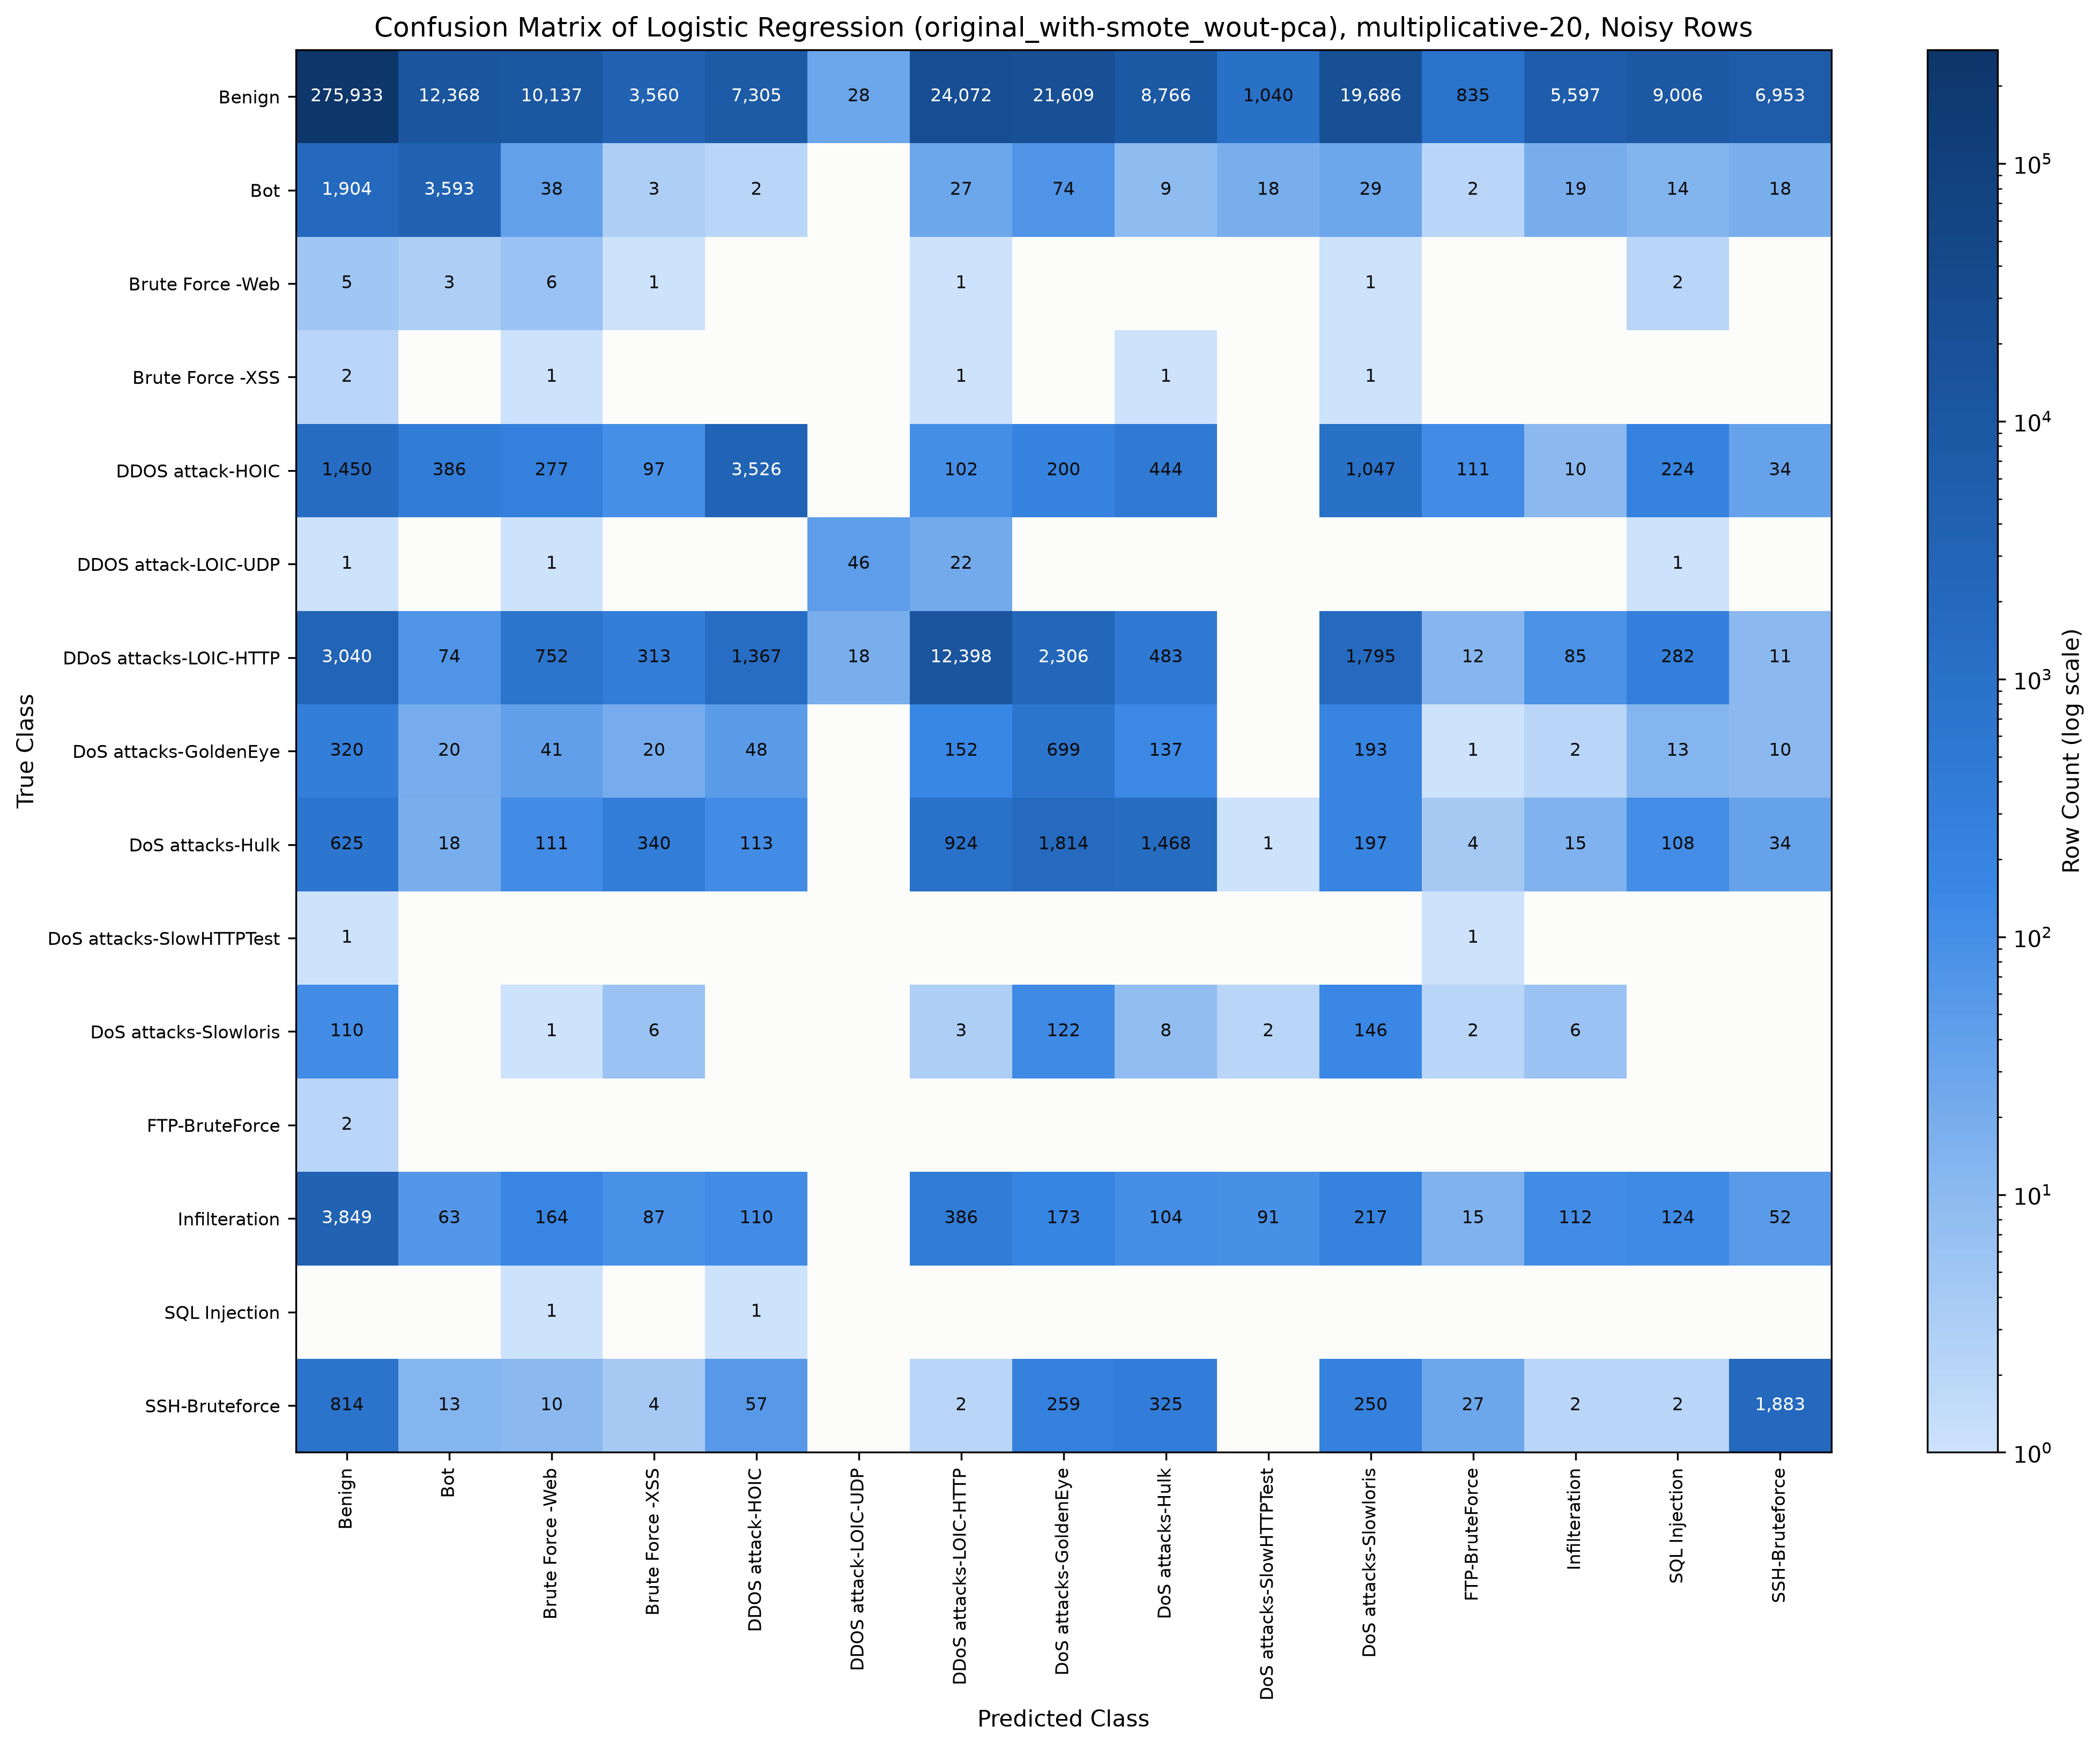 Confusion Matrix of Logistic Regression (original_with-smote_wout-pca), multiplicative-20, Noisy Rows
True Class
Benign 275,933 12,368 10,137 3,560 7,305 28 24,072 21,609 8,766 1,040 19,686 835 5,597 9,006 6,953
Bot 1,904 3,593 38 3 2 27 74 9 18 29 2 19 14 18
Brute Force -Web 5 3 6 1 1 1 2
Brute Force -XSS 2 1 1 1 1
DDOS attack-HOIC 1,450 386 277 97 3,526 102 200 444 1,047 111 10 224 34
DDOS attack-LOIC-UDP 1 1 46 22 1
DDoS attacks-LOIC-HTTP 3,040 74 752 313 1,367 18 12,398 2,306 483 1,795 12 85 282 11
DoS attacks-GoldenEye 320 20 41 20 48 152 699 137 193 1 2 13 10
DoS attacks-Hulk 625 18 111 340 113 924 1,814 1,468 1 197 4 15 108 34
DoS attacks-SlowHTTPTest 1 1
DoS attacks-Slowloris 110 1 6 3 122 8 2 146 2 6
FTP-BruteForce 2
Infilteration 3,849 63 164 87 110 386 173 104 91 217 15 112 124 52
SQL Injection 1 1
SSH-Bruteforce 814 13 10 4 57 2 259 325 250 27 2 2 1,883
Benign
Bot
Brute Force -Web
Brute Force -XSS
DDOS attack-HOIC
DDOS attack-LOIC-UDP
DDoS attacks-LOIC-HTTP
DoS attacks-GoldenEye
DoS attacks-Hulk
DoS attacks-SlowHTTPTest
DoS attacks-Slowloris
FTP-BruteForce
Infilteration
SQL Injection
SSH-Bruteforce
Predicted Class
10⁵
10⁴
10³
10²
10¹
10⁰
Row Count (log scale)